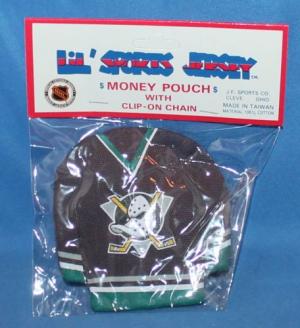 LIL' SPORTS JERSEY TM
$ MONEY POUCH $
WITH
CLIP-ON CHAIN
J.F. SPORTS CO.
CLEVE. OHIO
MADE IN TAIWAN
MATERIAL 100% COTTON